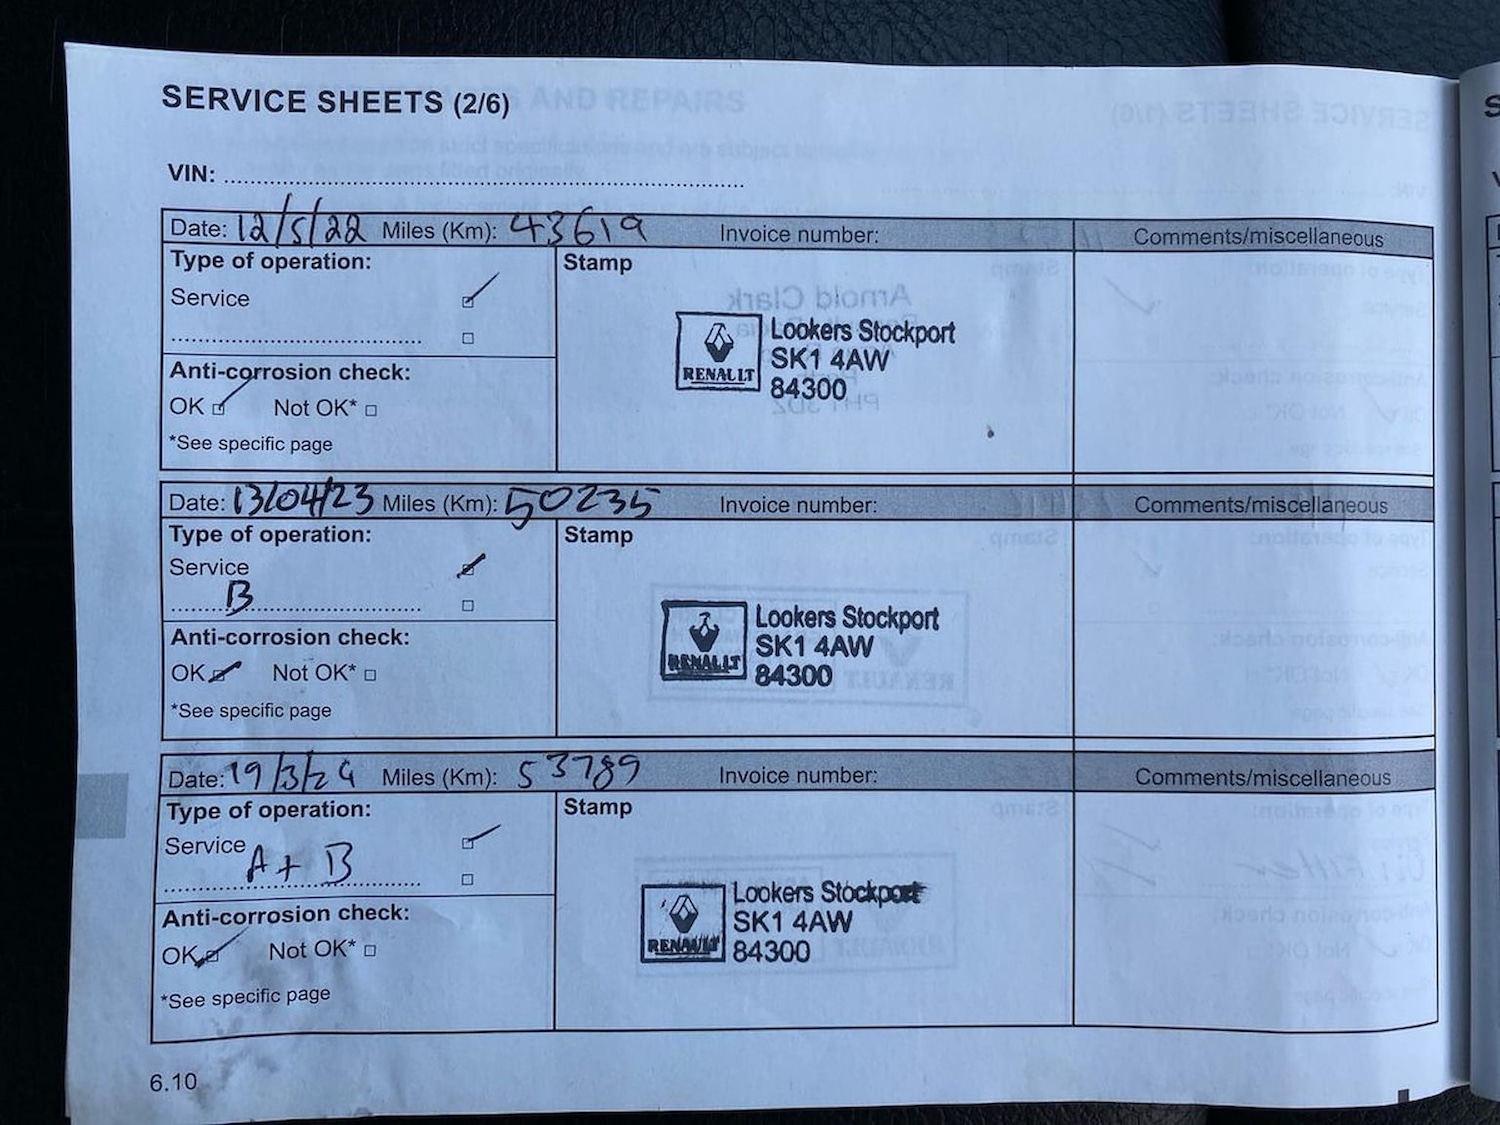 SERVICE SHEETS (2/6)
VIN:
Date: 12/5/22 Miles (Km): 43619 Invoice number: Comments/miscellaneous
Type of operation: Stamp
Service
RENAULT
Lookers Stockport
SK1 4AW
84300
Anti-corrosion check:
OK Not OK*
*See specific page
Date: 13/04/23 Miles (Km): 50235 Invoice number: Comments/miscellaneous
Type of operation: Stamp
Service
B
RENAULT
Lookers Stockport
SK1 4AW
84300
Anti-corrosion check:
OK Not OK*
*See specific page
Date: 19/3/24 Miles (Km): 53789 Invoice number: Comments/miscellaneous
Type of operation: Stamp
Service
A + B
RENAULT
Lookers Stockport
SK1 4AW
84300
Anti-corrosion check:
OK Not OK*
*See specific page
6.10